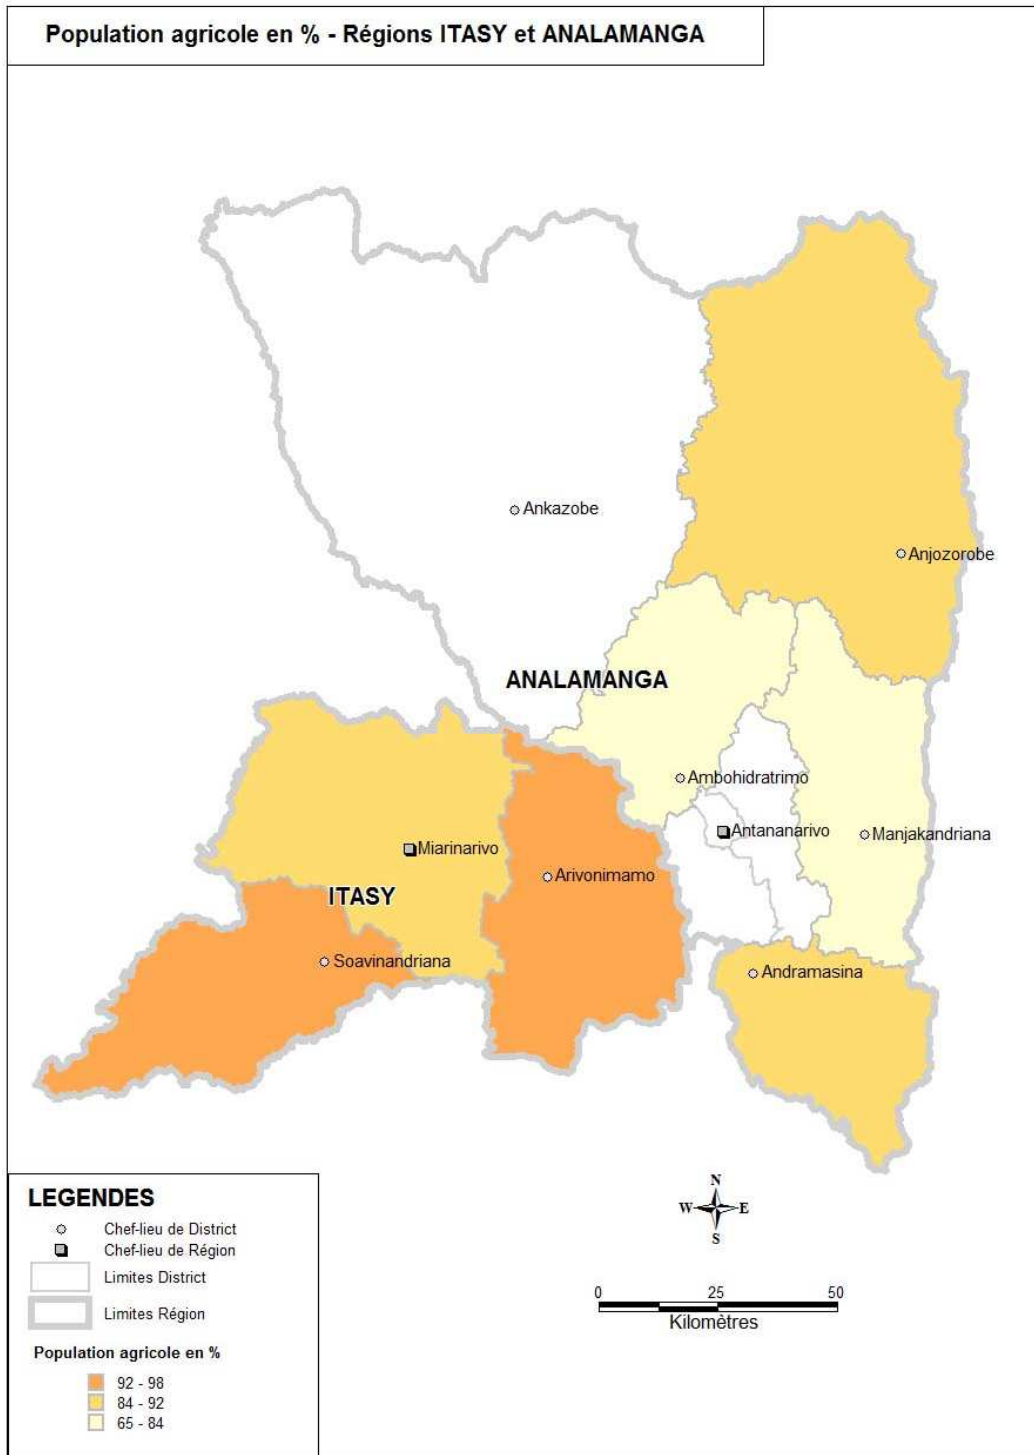 Population agricole en % - Régions ITASY et ANALAMANGA
Ankazobe
Anjozorobe
ANALAMANGA
Ambohidratrimo
Antananarivo
Manjakandriana
Miarinarivo
Arivonimamo
ITASY
Soavinandriana
Andramasina
LEGENDES
Chef-lieu de District
Chef-lieu de Région
Limites District
Limites Région
Population agricole en %
92 - 98
84 - 92
65 - 84
N
W E
S
0 25 50
Kilomètres